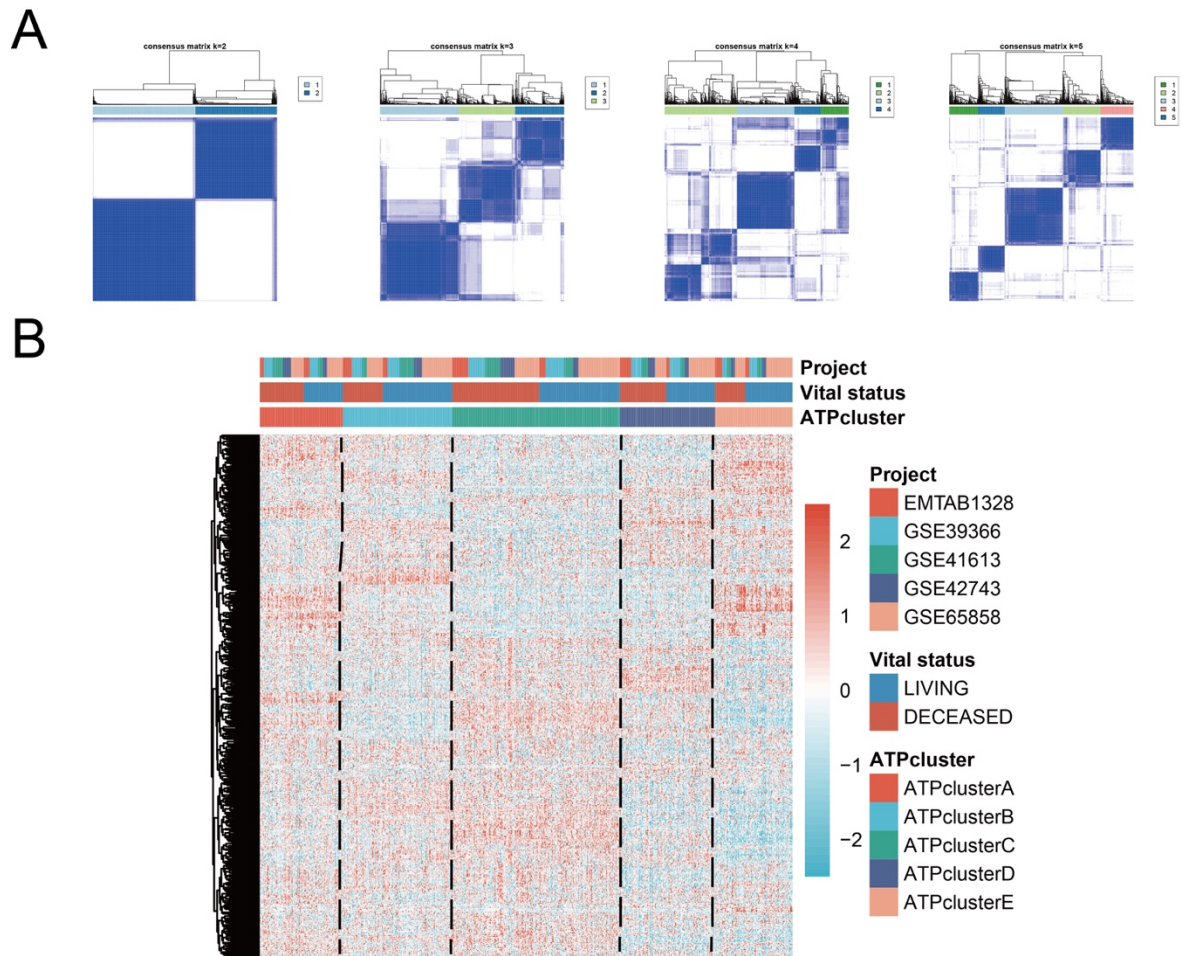 A
consensus matrix k=2
1
2
consensus matrix k=3
1
2
3
consensus matrix k=4
1
2
3
4
consensus matrix k=5
1
2
3
4
5
B
Project
Vital status
ATPcluster
2
1
0
−1
−2
Project
EMTAB1328
GSE39366
GSE41613
GSE42743
GSE65858
Vital status
LIVING
DECEASED
ATPcluster
ATPclusterA
ATPclusterB
ATPclusterC
ATPclusterD
ATPclusterE